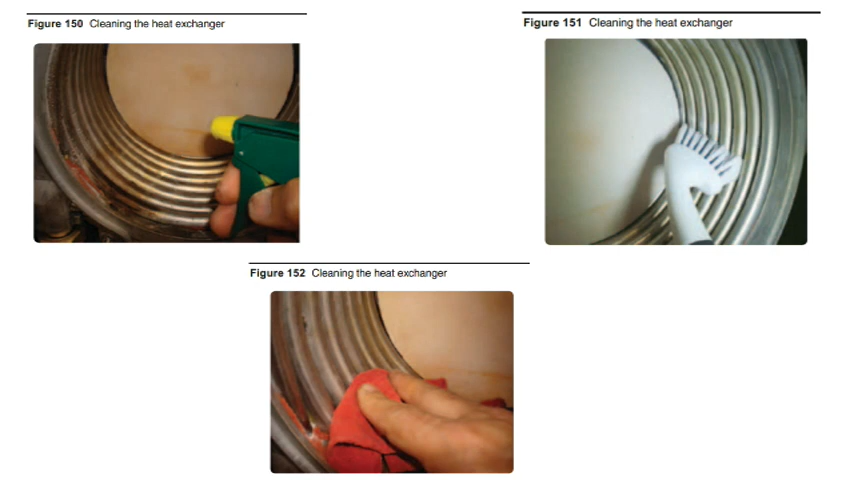 Figure 150 Cleaning the heat exchanger
Figure 151 Cleaning the heat exchanger
Figure 152 Cleaning the heat exchanger